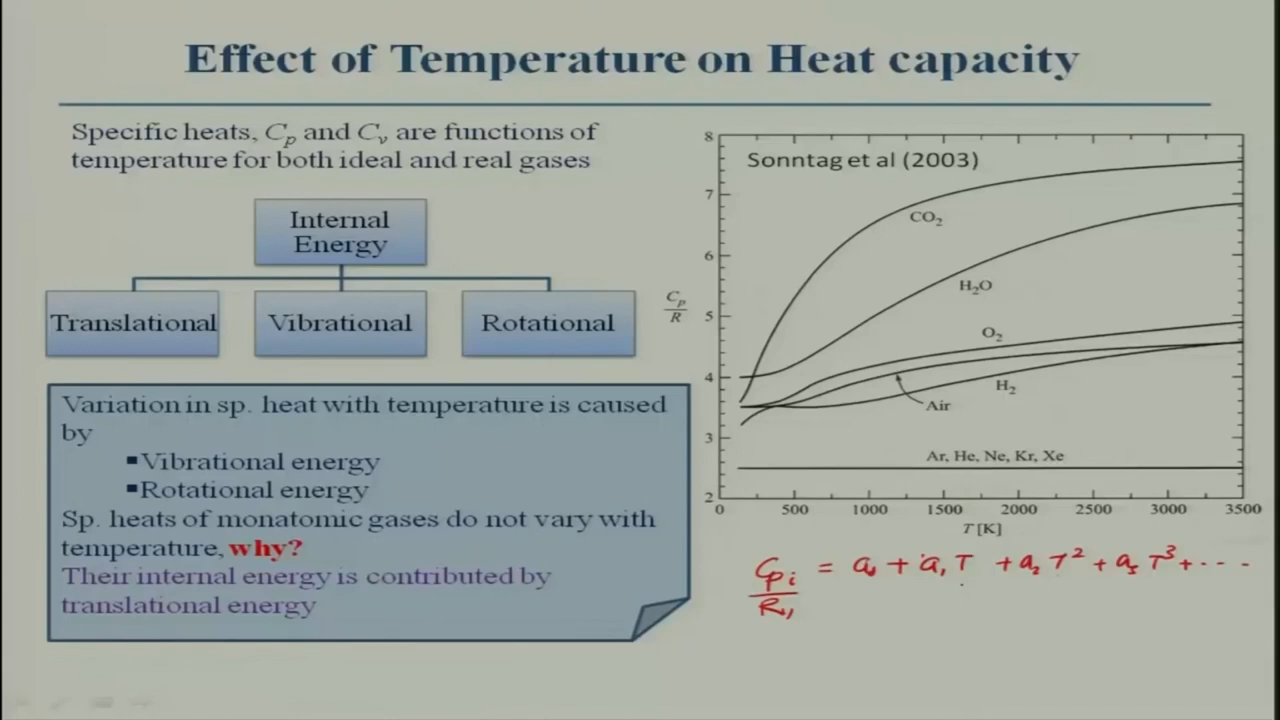 Effect of Temperature on Heat capacity
Specific heats, Cp and Cv are functions of
temperature for both ideal and real gases
Internal
Energy
Translational
Vibrational
Rotational
Variation in sp. heat with temperature is caused
by
▪Vibrational energy
▪Rotational energy
Sp. heats of monatomic gases do not vary with
temperature, why?
Their internal energy is contributed by
translational energy
Sonntag et al (2003)
8
7
6
5
4
3
2
Cp
R
CO₂
H₂O
O₂
H₂
Air
Ar, He, Ne, Kr, Xe
0 500 1000 1500 2000 2500 3000 3500
T [K]
Cpi = a₀ + a₁T + a₂T² + a₃T³ + ....